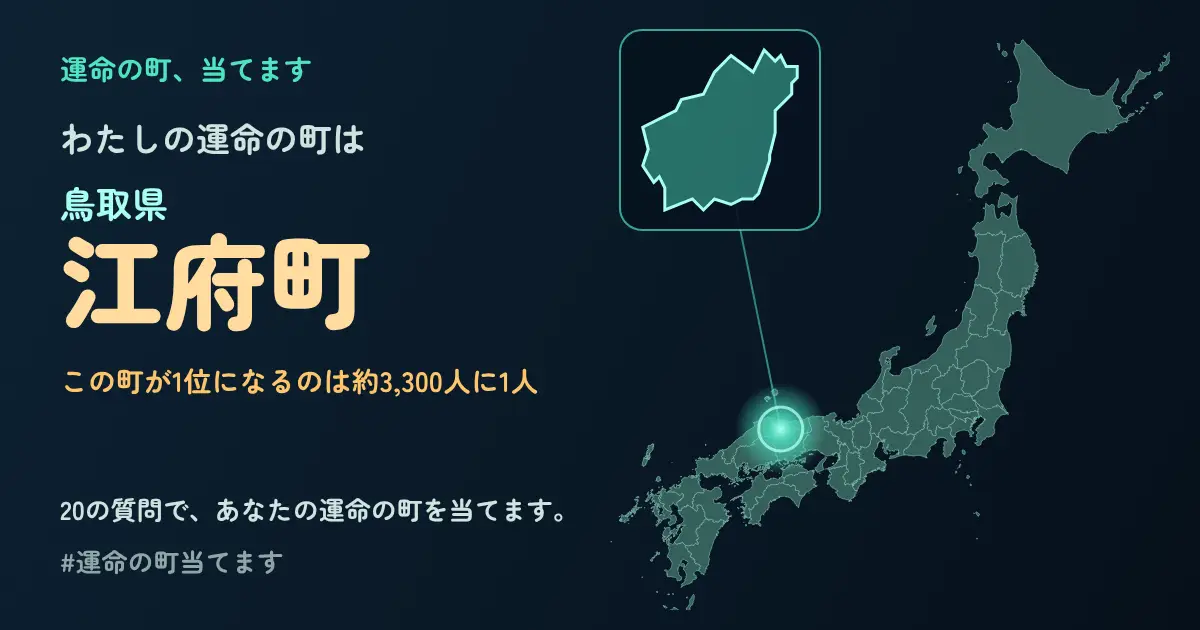 運命の町、当てます
わたしの運命の町は
鳥取県
江府町
この町が1位になるのは約3,300人に1人
20の質問で、あなたの運命の町を当てます。
#運命の町当てます